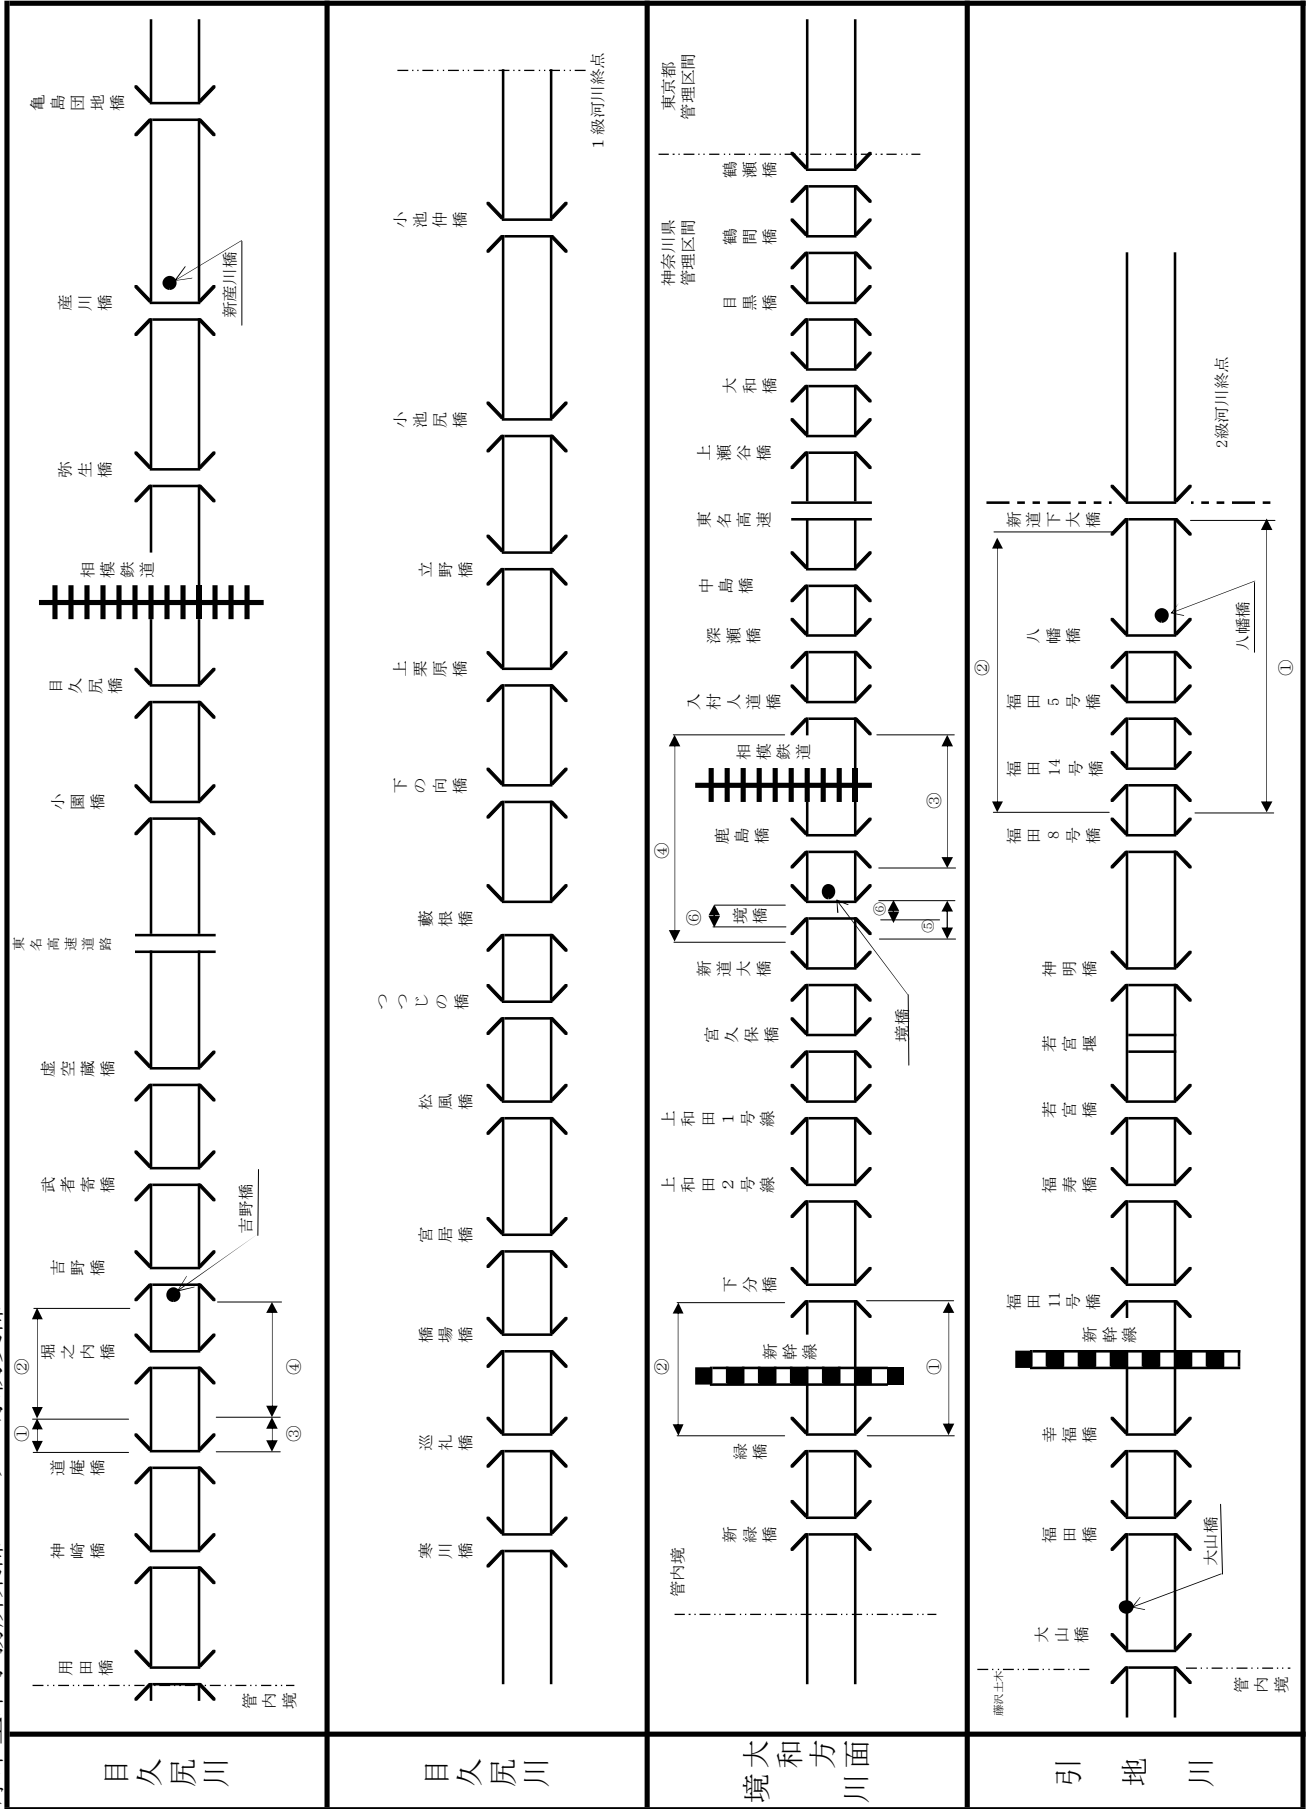 目久尻川
用田橋
神崎橋
道庵橋
堀之内橋
吉野橋
武者寄橋
虚空蔵橋
東名高速道路
小園橋
目久尻橋
相模鉄道
弥生橋
産川橋
亀島団地橋
管内境
①
②
③
④
吉野橋
新産川橋
目久尻川
寒川橋
巡礼橋
橋場橋
宮居橋
松風橋
つつじの橋
藪根橋
下の向橋
上栗原橋
立野橋
小池尻橋
小池仲橋
1級河川終点
境川
大和方面
管内境
新緑橋
緑橋
新幹線
下分橋
上和田2号線
上和田1号線
宮久保橋
新道大橋
境橋
鹿島橋
相模鉄道
入村人道橋
深瀬橋
中島橋
東名高速
上瀬谷橋
大和橋
目黒橋
鶴間橋
鶴瀬橋
神奈川県
管理区間
東京都
管理区間
②
①
⑥
④
⑤
⑥
③
境橋
引地川
藤沢土木
管内境
大山橋
福田橋
幸福橋
新幹線
福田11号橋
福寿橋
若宮橋
若宮堰
神明橋
福田8号橋
福田14号橋
福田5号橋
八幡橋
新道下大橋
2級河川終点
②
①
大山橋
八幡橋